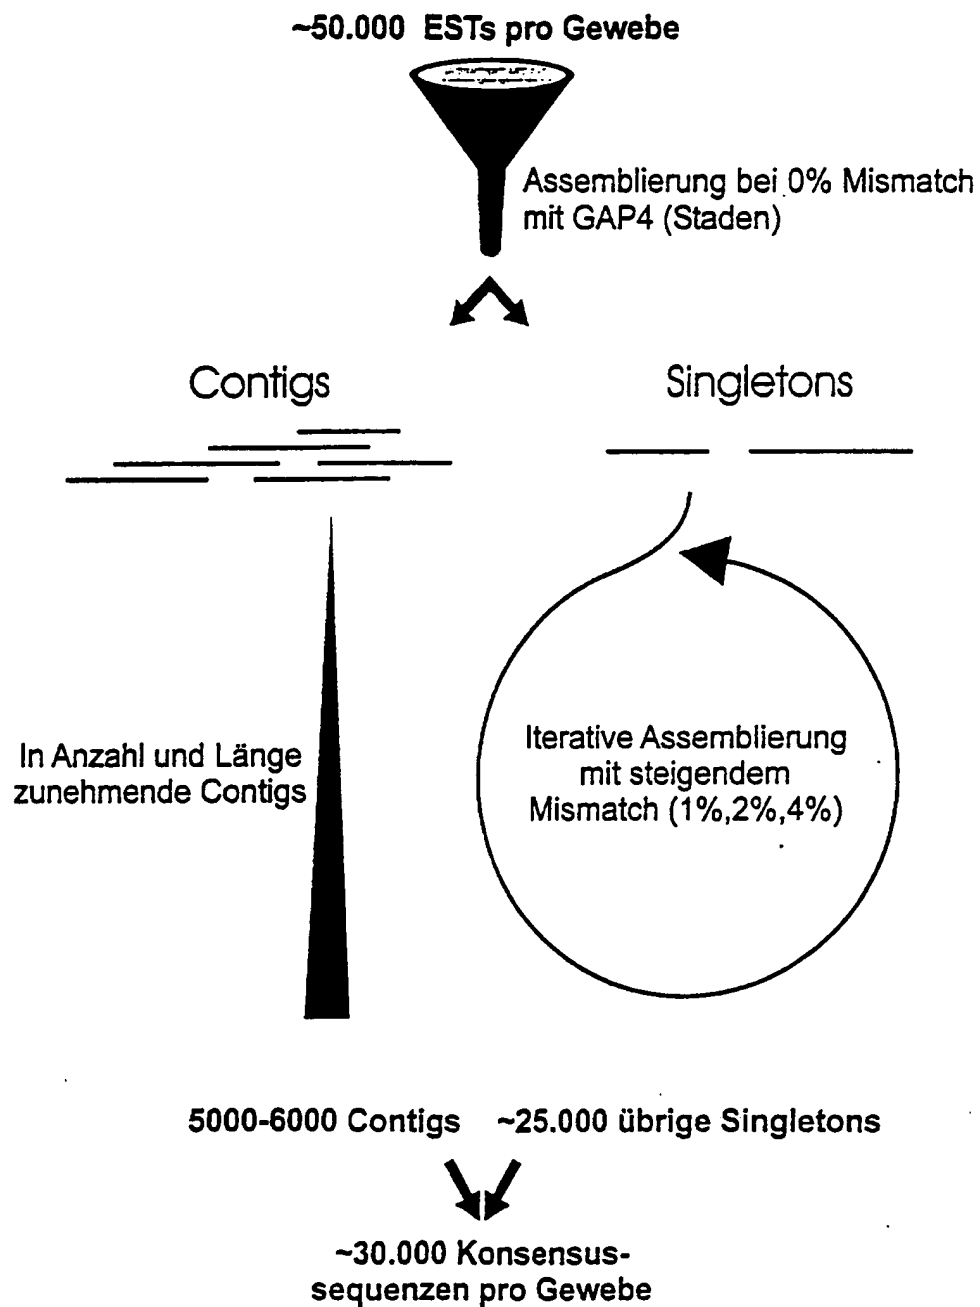 ~50.000 ESTs pro Gewebe
Assemblierung bei 0% Mismatch
mit GAP4 (Staden)
Contigs
Singletons
In Anzahl und Länge
zunehmende Contigs
Iterative Assemblierung
mit steigendem
Mismatch (1%,2%,4%)
5000-6000 Contigs
~25.000 übrige Singletons
~30.000 Konsensus-
sequenzen pro Gewebe